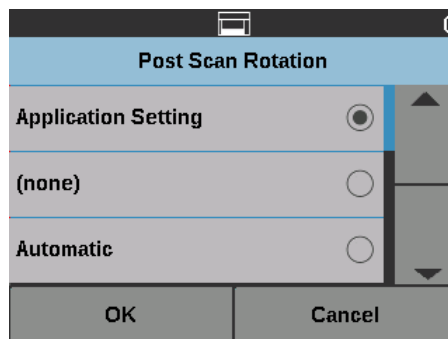 Post Scan Rotation
Application Setting
(none)
Automatic
OK
Cancel